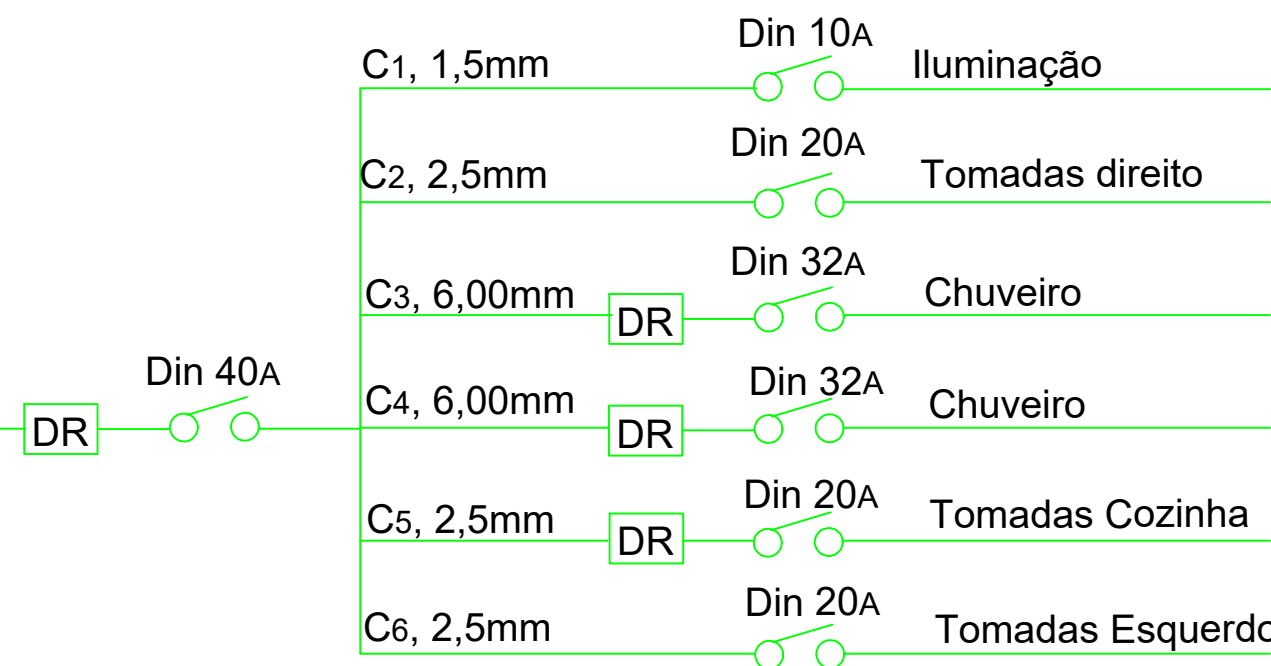 Din 10A
C1, 1,5mm
Iluminação
Din 20A
C2, 2,5mm
Tomadas direito
Din 32A
C3, 6,00mm
DR
Chuveiro
Din 40A
DR
Din 32A
C4, 6,00mm
DR
Chuveiro
Din 20A
C5, 2,5mm
DR
Tomadas Cozinha
Din 20A
C6, 2,5mm
Tomadas Esquerdo